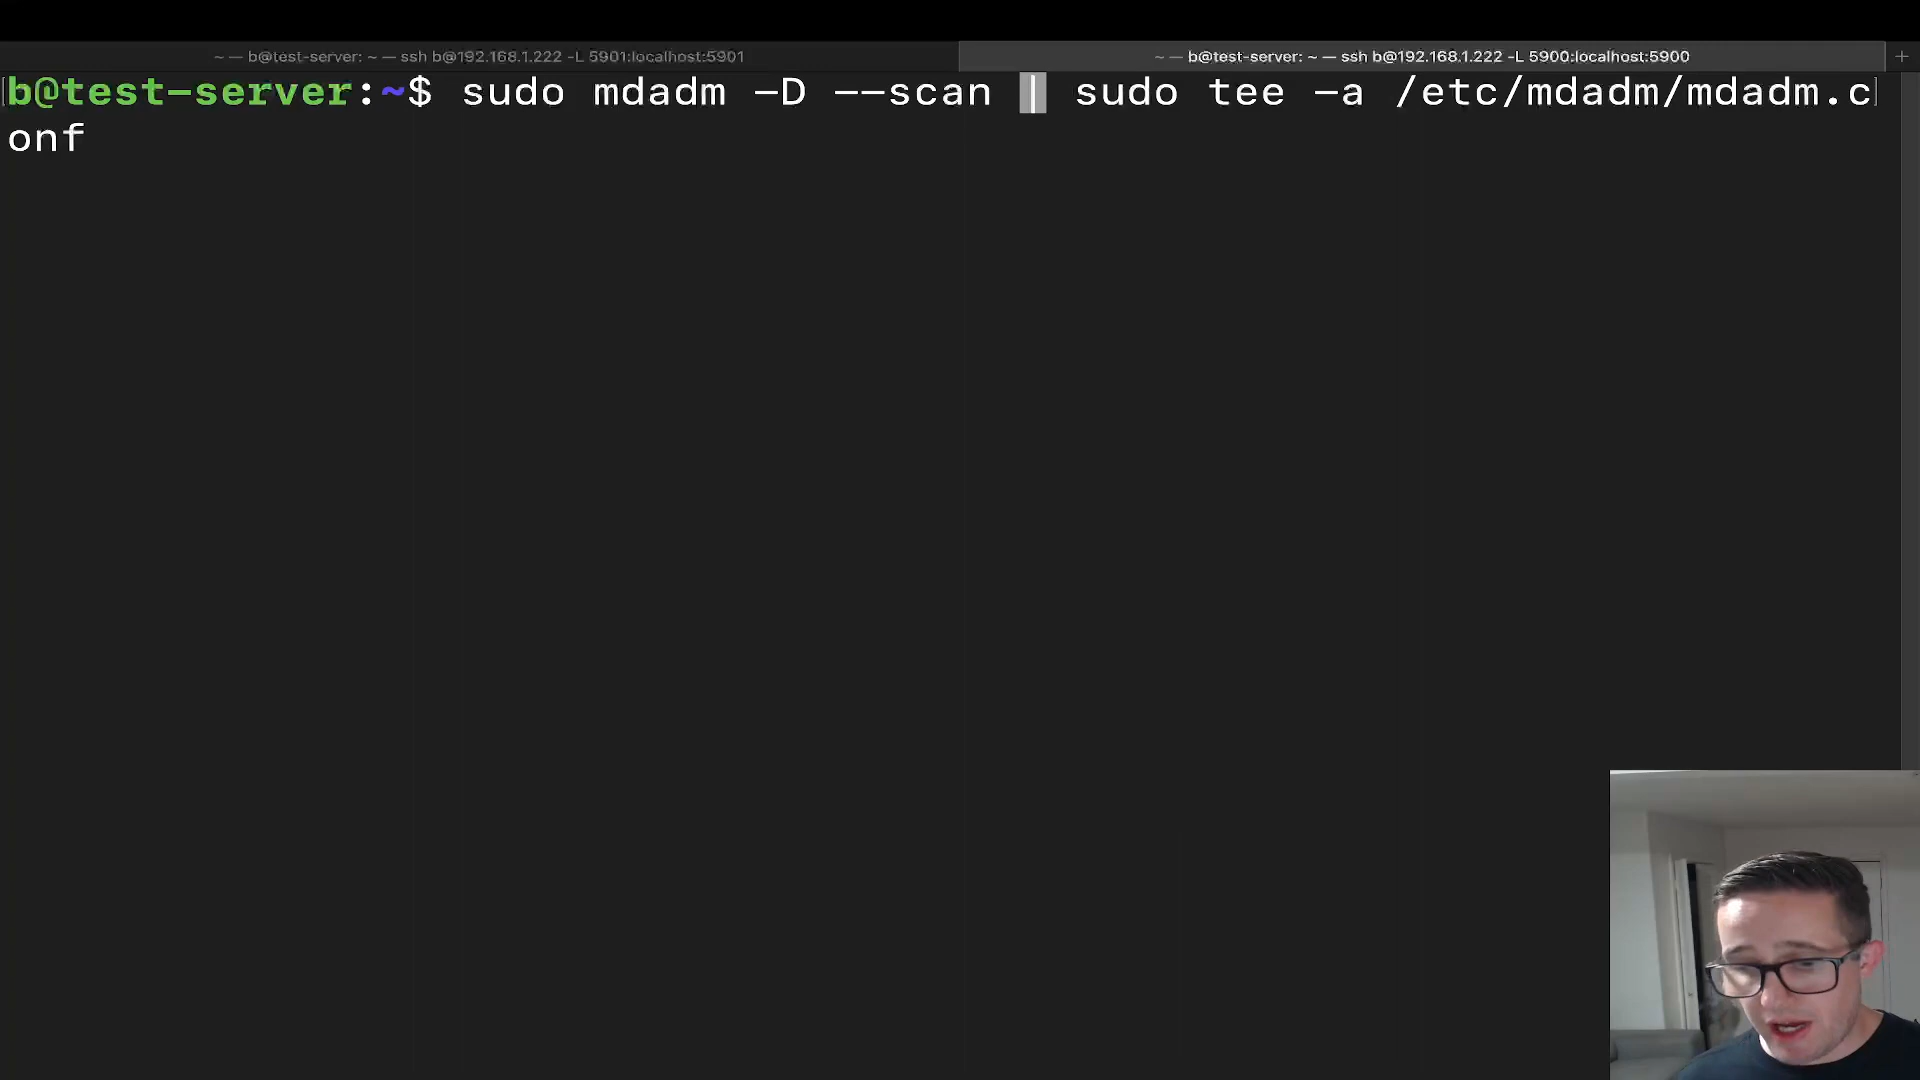 ~ — b@test-server: ~ — ssh b@192.168.1.222 -L 5901:localhost:5901
~ — b@test-server: ~ — ssh b@192.168.1.222 -L 5900:localhost:5900
+
b@test-server:~$ sudo mdadm -D --scan | sudo tee -a /etc/mdadm/mdadm.c
onf